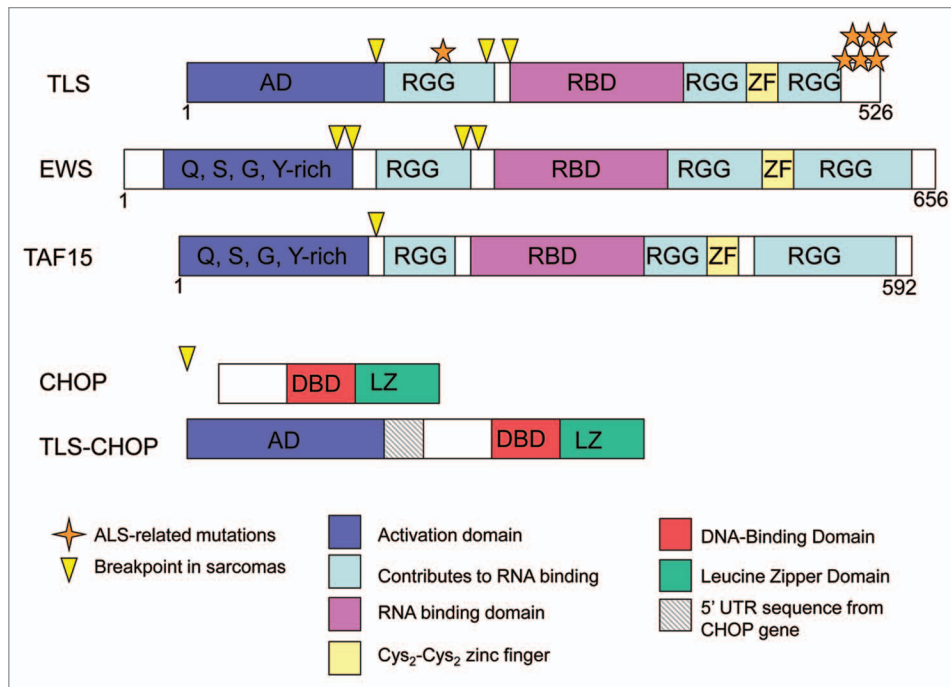 TLS
AD
RGG
RBD
RGG
ZF
RGG
1
526
EWS
Q, S, G, Y-rich
RGG
RBD
RGG
ZF
RGG
1
656
TAF15
Q, S, G, Y-rich
RGG
RBD
RGG
ZF
RGG
1
592
CHOP
DBD
LZ
TLS-CHOP
AD
DBD
LZ
ALS-related mutations
Breakpoint in sarcomas
Activation domain
Contributes to RNA binding
RNA binding domain
Cys₂-Cys₂ zinc finger
DNA-Binding Domain
Leucine Zipper Domain
5' UTR sequence from
CHOP gene